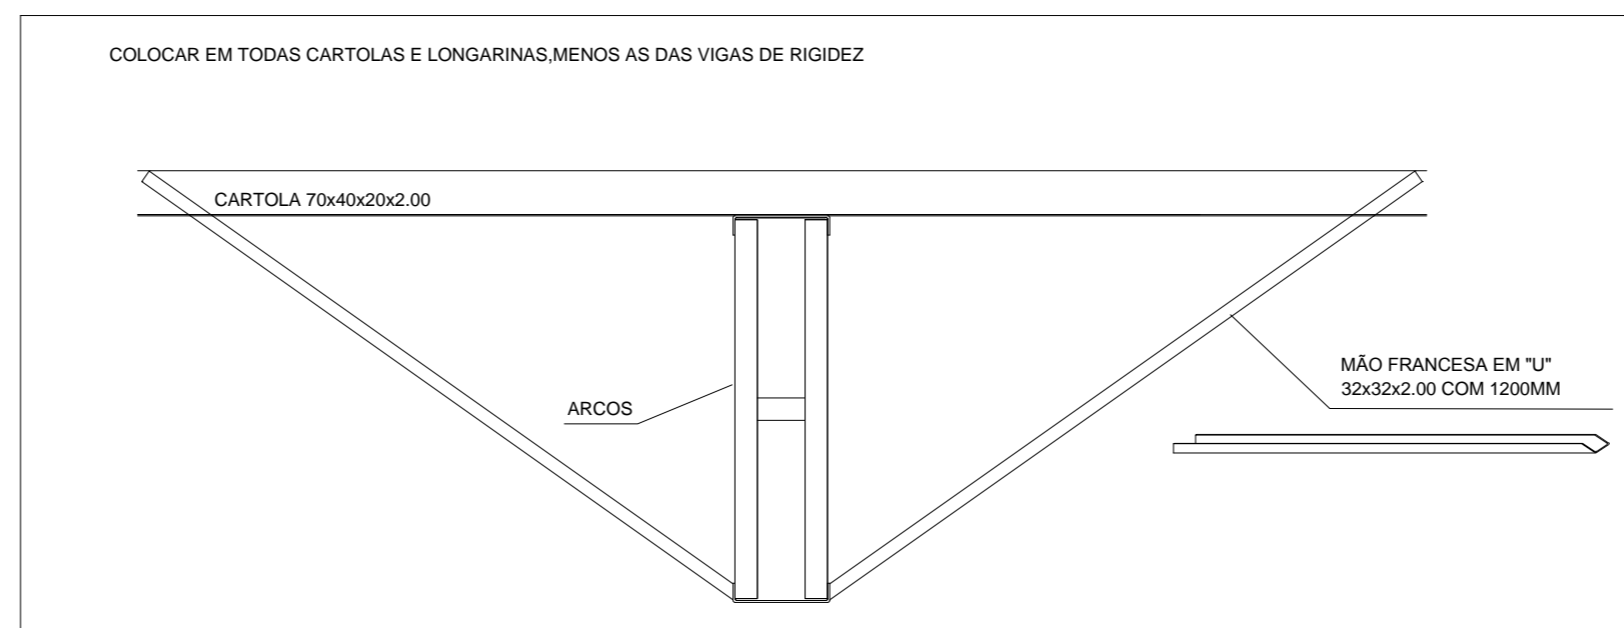 COLOCAR EM TODAS CARTOLAS E LONGARINAS,MENOS AS DAS VIGAS DE RIGIDEZ
CARTOLA 70x40x20x2.00
ARCOS
MÃO FRANCESA EM "U"
32x32x2.00 COM 1200MM